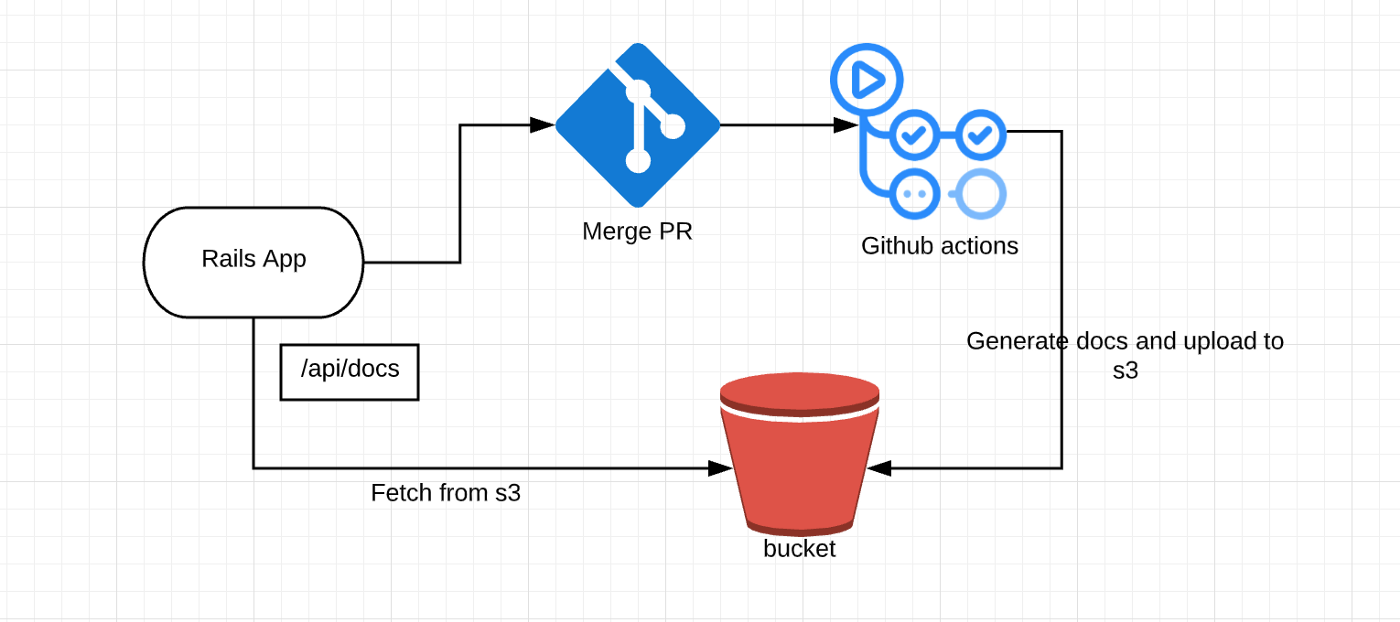 Merge PR
Github actions
Rails App
/api/docs
Generate docs and upload to
s3
Fetch from s3
bucket